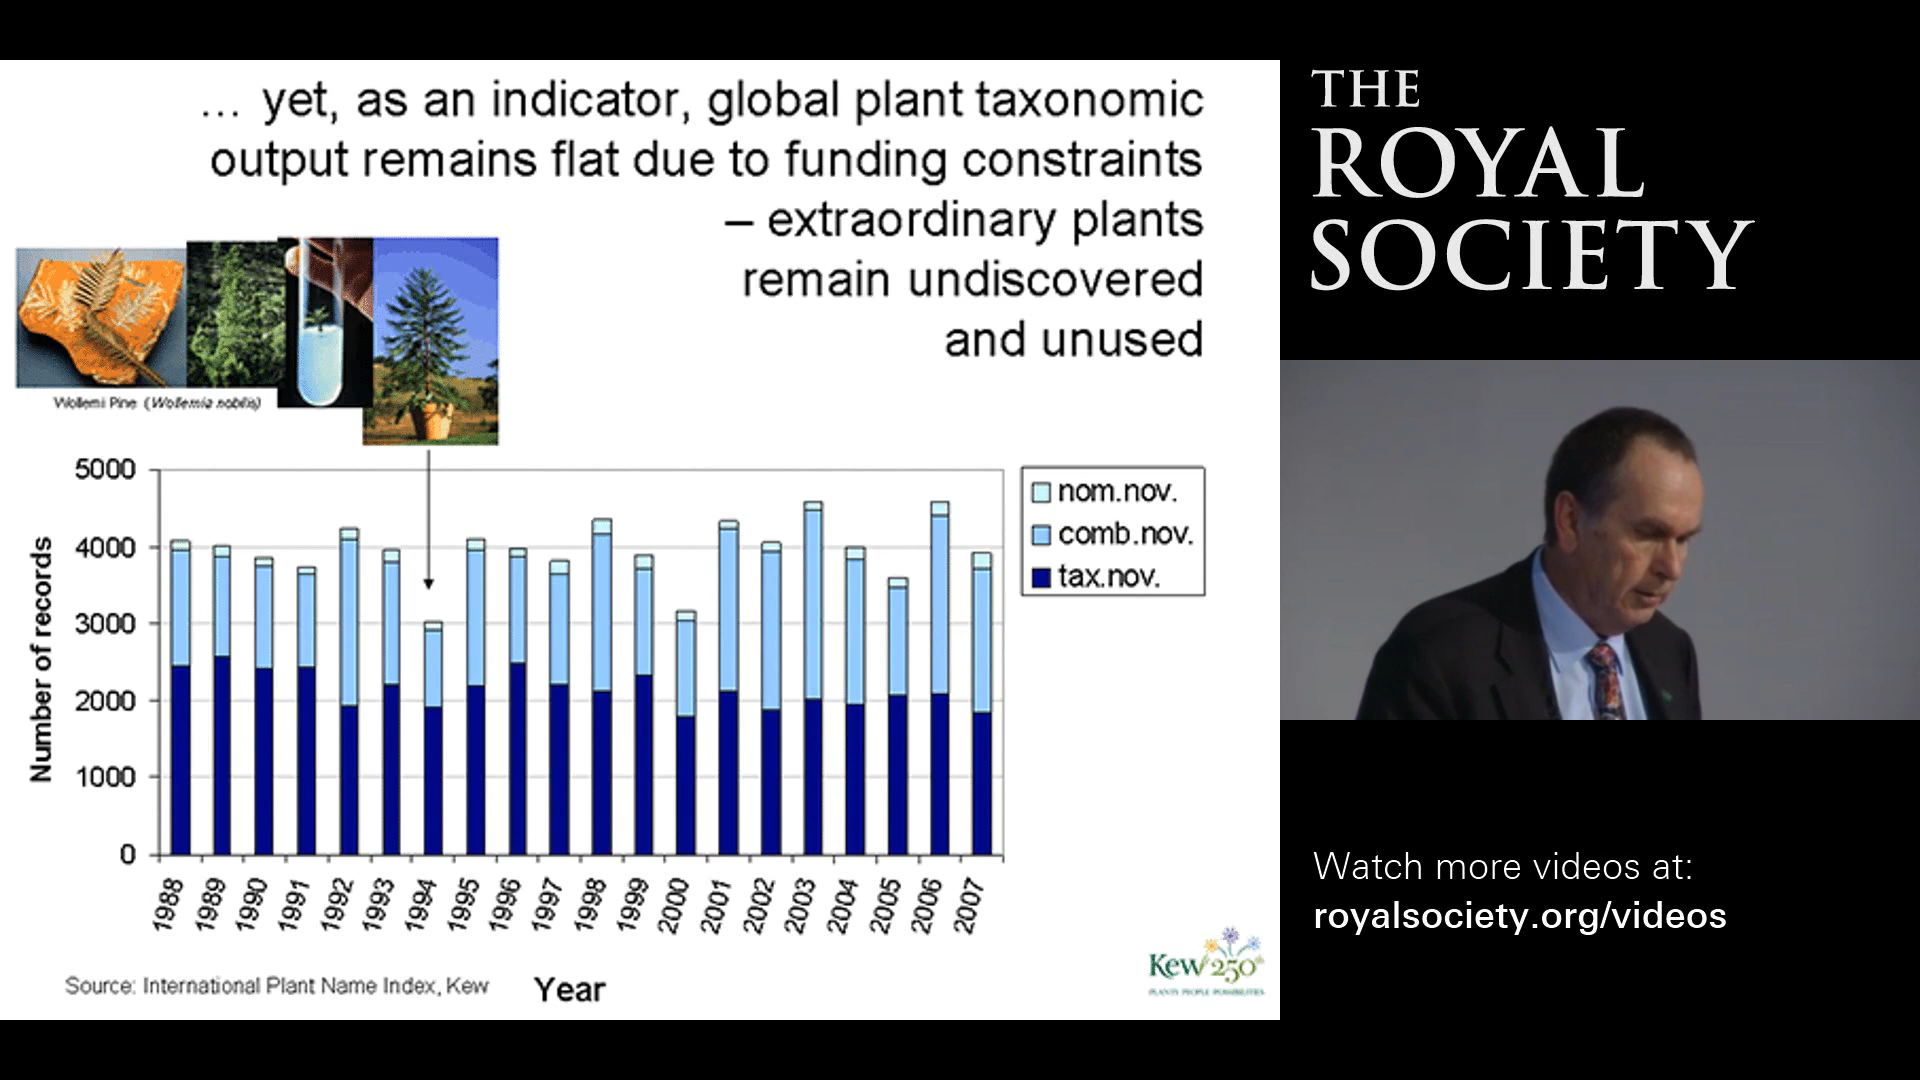 ... yet, as an indicator, global plant taxonomic
output remains flat due to funding constraints
– extraordinary plants
remain undiscovered
and unused
Wollemi Pine (Wollemia nobilis)
5000
4000
3000
2000
1000
0
Number of records
nom.nov.
comb.nov.
tax.nov.
1988
1989
1990
1991
1992
1993
1994
1995
1996
1997
1998
1999
2000
2001
2002
2003
2004
2005
2006
2007
Source: International Plant Name Index, Kew
Year
Kew 250
PLANTS PEOPLE POSSIBILITIES
THE
ROYAL
SOCIETY
Watch more videos at:
royalsociety.org/videos